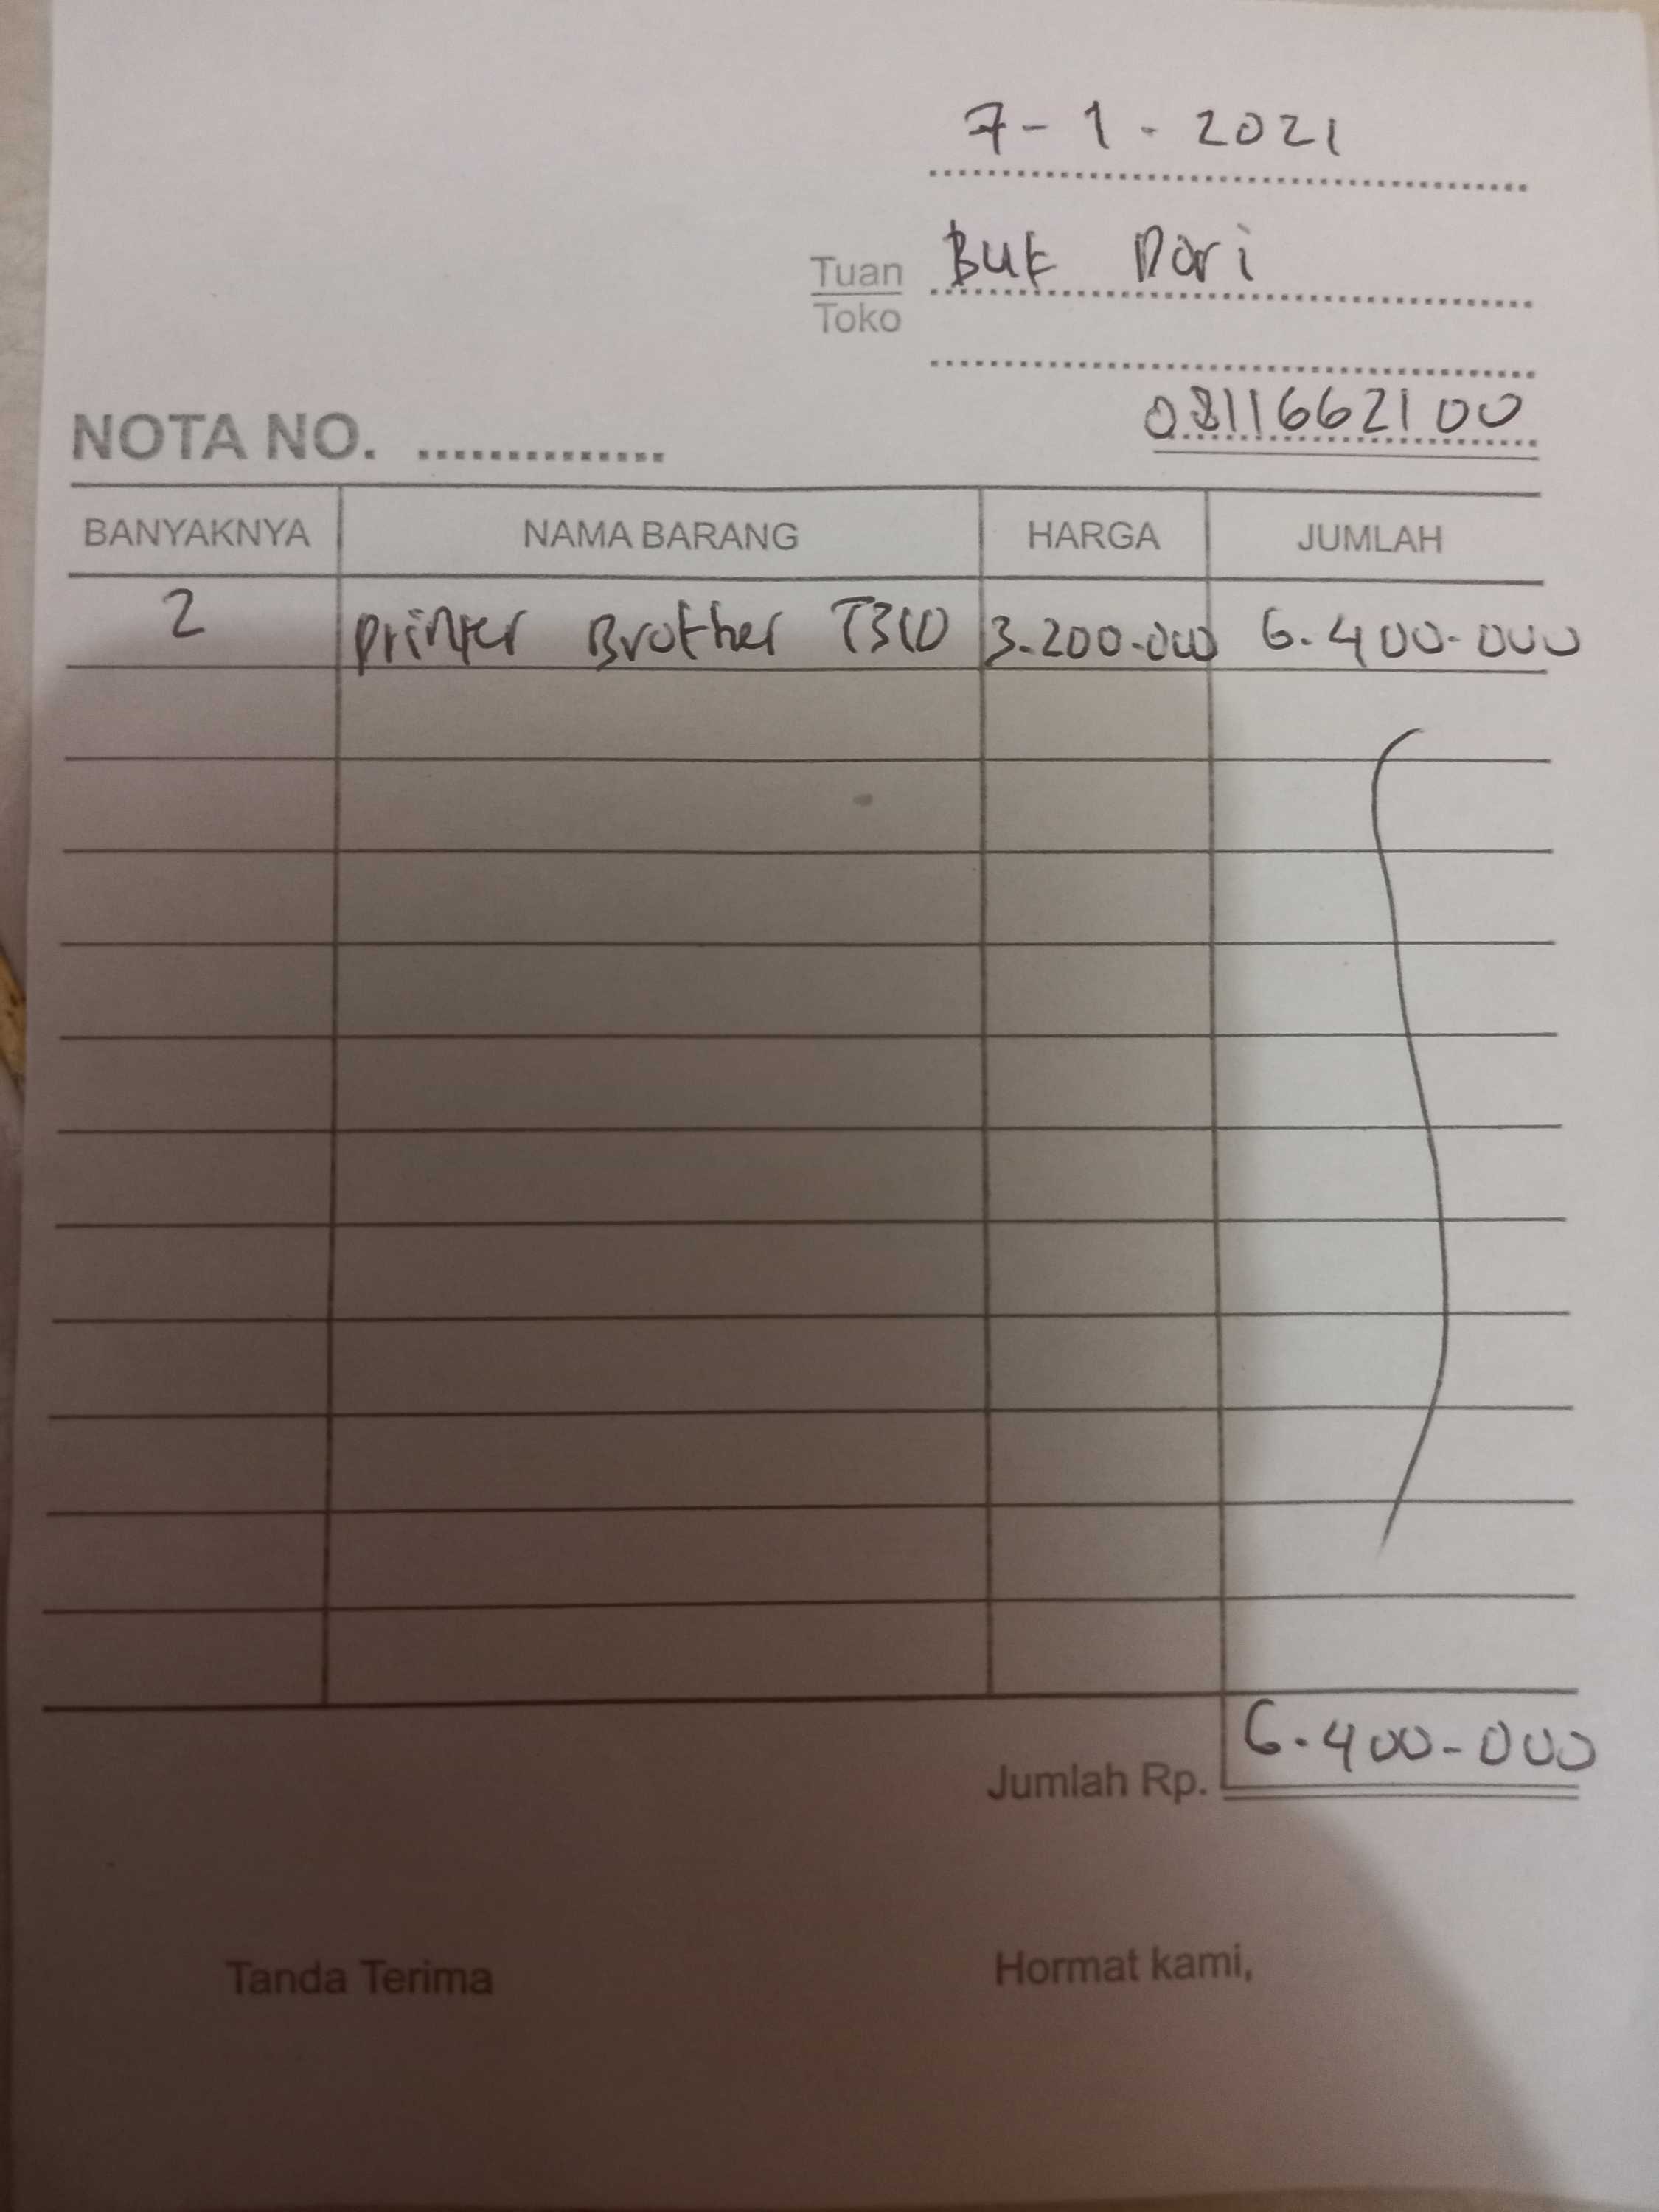 7 - 1 - 2021
Tuan Buk Dori
Toko
0811662100
NOTA NO. ...............
BANYAKNYA NAMA BARANG HARGA JUMLAH
2 Printer Brother T310 3.200.000 6.400.000
Jumlah Rp. 6.400.000
Tanda Terima Hormat kami,